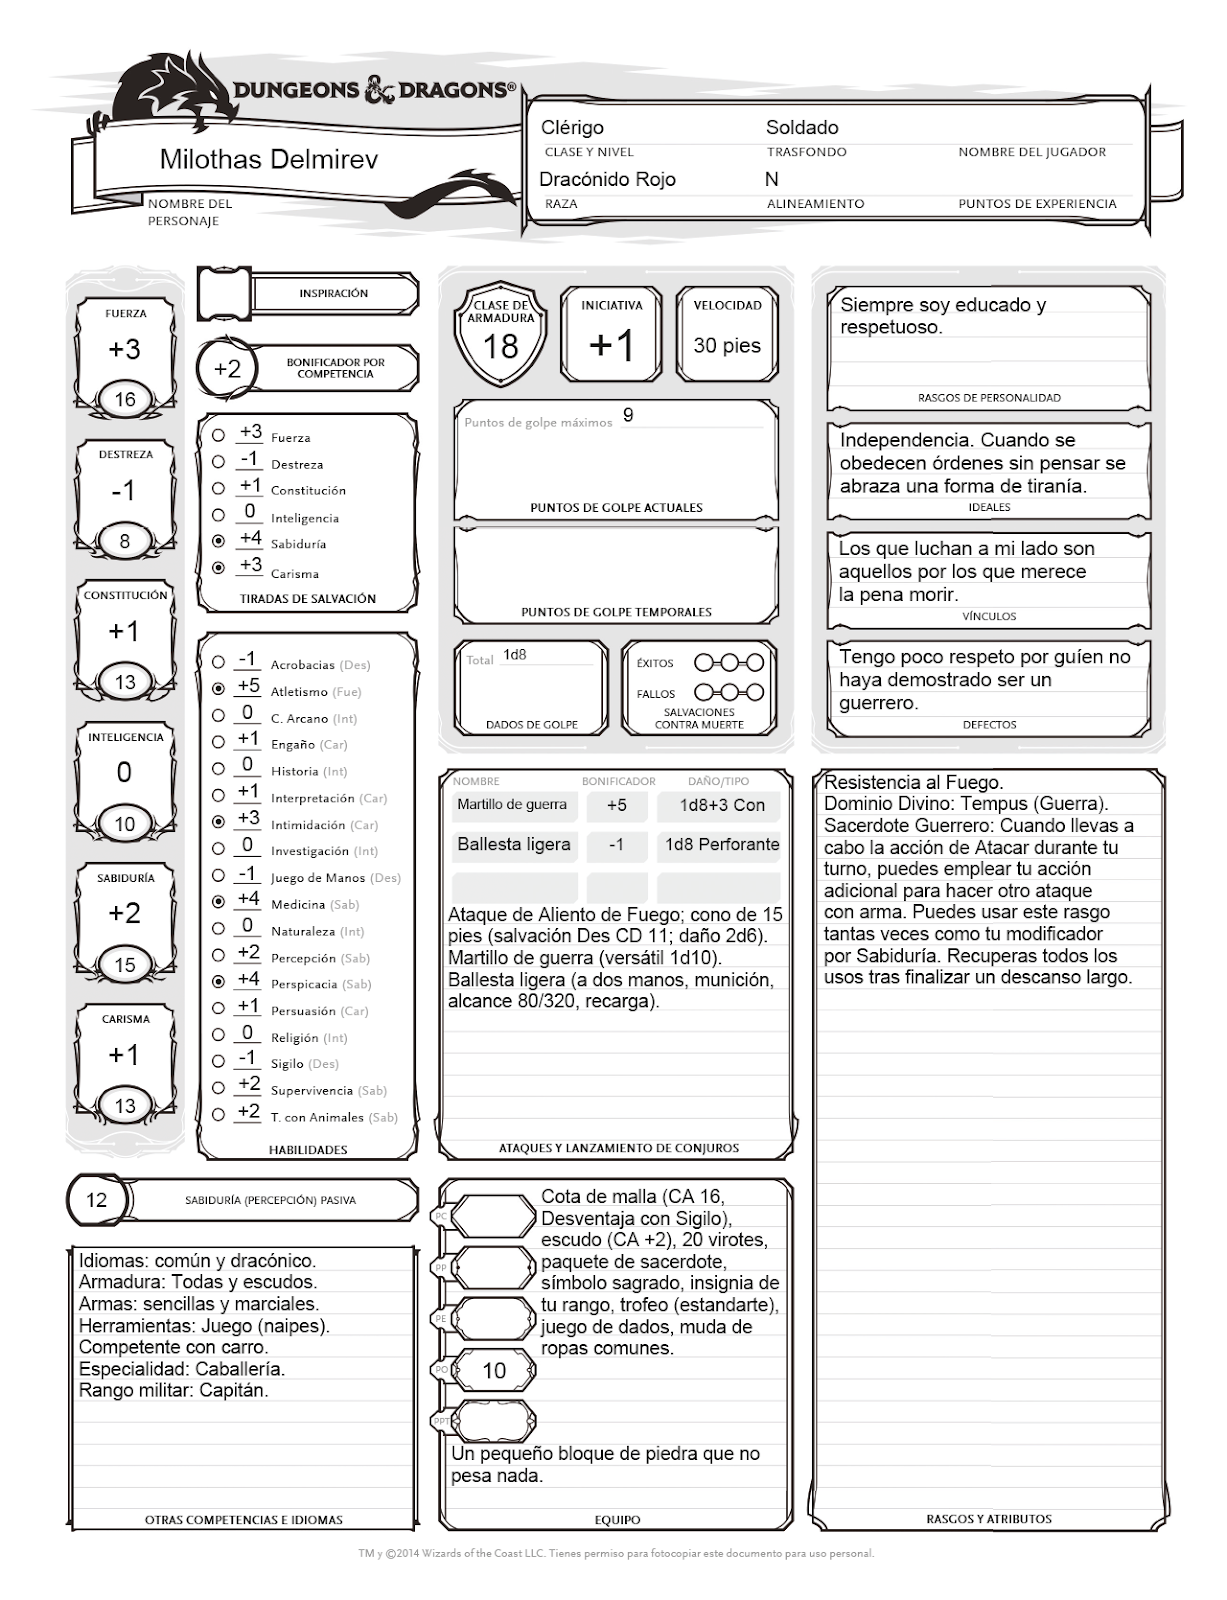 DUNGEONS & DRAGONS®
Milothas Delmirev
NOMBRE DEL
PERSONAJE
Clérigo Soldado
CLASE Y NIVEL TRASFONDO NOMBRE DEL JUGADOR
Dracónido Rojo N
RAZA ALINEAMIENTO PUNTOS DE EXPERIENCIA
FUERZA
+3
16
DESTREZA
-1
8
CONSTITUCIÓN
+1
13
INTELIGENCIA
0
10
SABIDURÍA
+2
15
CARISMA
+1
13
INSPIRACIÓN
+2 BONIFICADOR POR
COMPETENCIA
+3 Fuerza
-1 Destreza
+1 Constitución
0 Inteligencia
+4 Sabiduría
+3 Carisma
TIRADAS DE SALVACIÓN
-1 Acrobacias (Des)
+5 Atletismo (Fue)
0 C. Arcano (Int)
+1 Engaño (Car)
0 Historia (Int)
+1 Interpretación (Car)
+3 Intimidación (Car)
0 Investigación (Int)
-1 Juego de Manos (Des)
+4 Medicina (Sab)
0 Naturaleza (Int)
+2 Percepción (Sab)
+4 Perspicacia (Sab)
+1 Persuasión (Car)
0 Religión (Int)
-1 Sigilo (Des)
+2 Supervivencia (Sab)
+2 T. con Animales (Sab)
HABILIDADES
12 SABIDURÍA (PERCEPCIÓN) PASIVA
Idiomas: común y dracónico.
Armadura: Todas y escudos.
Armas: sencillas y marciales.
Herramientas: Juego (naipes).
Competente con carro.
Especialidad: Caballería.
Rango militar: Capitán.
OTRAS COMPETENCIAS E IDIOMAS
CLASE DE
ARMADURA
18
INICIATIVA
+1
VELOCIDAD
30 pies
Puntos de golpe máximos 9
PUNTOS DE GOLPE ACTUALES
PUNTOS DE GOLPE TEMPORALES
Total 1d8
DADOS DE GOLPE
ÉXITOS
FALLOS
SALVACIONES
CONTRA MUERTE
NOMBRE BONIFICADOR DAÑO/TIPO
Martillo de guerra +5 1d8+3 Con
Ballesta ligera -1 1d8 Perforante
Ataque de Aliento de Fuego; cono de 15
pies (salvación Des CD 11; daño 2d6).
Martillo de guerra (versátil 1d10).
Ballesta ligera (a dos manos, munición,
alcance 80/320, recarga).
ATAQUES Y LANZAMIENTO DE CONJUROS
PC
PP
PE
PO 10
PPT
Cota de malla (CA 16,
Desventaja con Sigilo),
escudo (CA +2), 20 virotes,
paquete de sacerdote,
símbolo sagrado, insignia de
tu rango, trofeo (estandarte),
juego de dados, muda de
ropas comunes.
Un pequeño bloque de piedra que no
pesa nada.
EQUIPO
Siempre soy educado y
respetuoso.
RASGOS DE PERSONALIDAD
Independencia. Cuando se
obedecen órdenes sin pensar se
abraza una forma de tiranía.
IDEALES
Los que luchan a mi lado son
aquellos por los que merece
la pena morir.
VÍNCULOS
Tengo poco respeto por guíen no
haya demostrado ser un
guerrero.
DEFECTOS
Resistencia al Fuego.
Dominio Divino: Tempus (Guerra).
Sacerdote Guerrero: Cuando llevas a
cabo la acción de Atacar durante tu
turno, puedes emplear tu acción
adicional para hacer otro ataque
con arma. Puedes usar este rasgo
tantas veces como tu modificador
por Sabiduría. Recuperas todos los
usos tras finalizar un descanso largo.
RASGOS Y ATRIBUTOS
TM y ©2014 Wizards of the Coast LLC. Tienes permiso para fotocopiar este documento para uso personal.